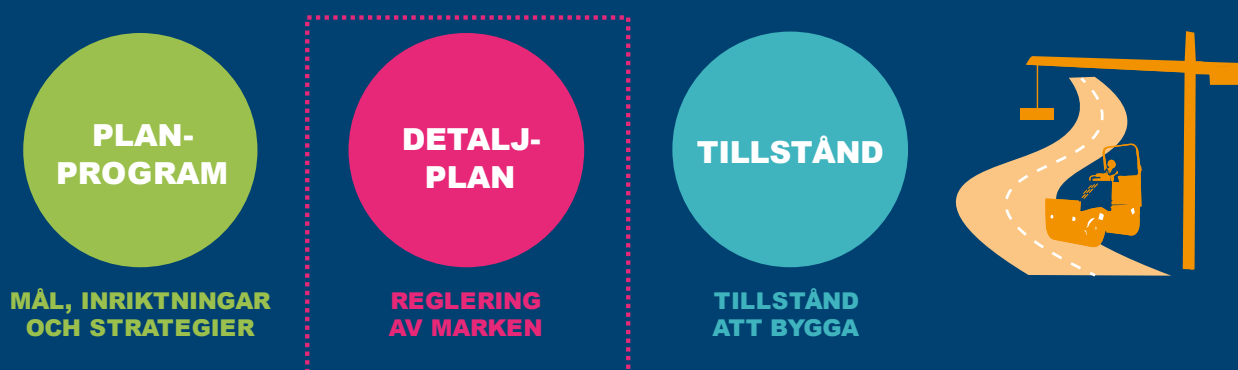 PLAN-
PROGRAM
MÅL, INRIKTNINGAR
OCH STRATEGIER
DETALJ-
PLAN
REGLERING
AV MARKEN
TILLSTÅND
TILLSTÅND
ATT BYGGA